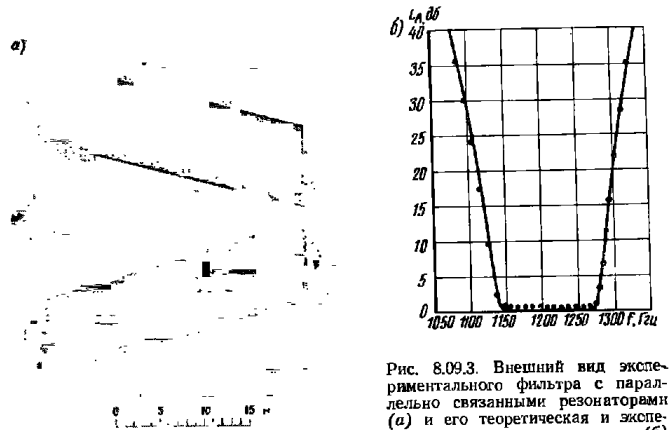 а)
б) L_A, дб
40
35
30
25
20
15
10
5
0
1050 1100 1150 1200 1250 1300 f, Ггц
0 5 10 15
Рис. 8.09.3. Внешний вид экспе-
риментального фильтра с парал-
лельно связанными резонаторами
(а) и его теоретическая и экспе-
(б)